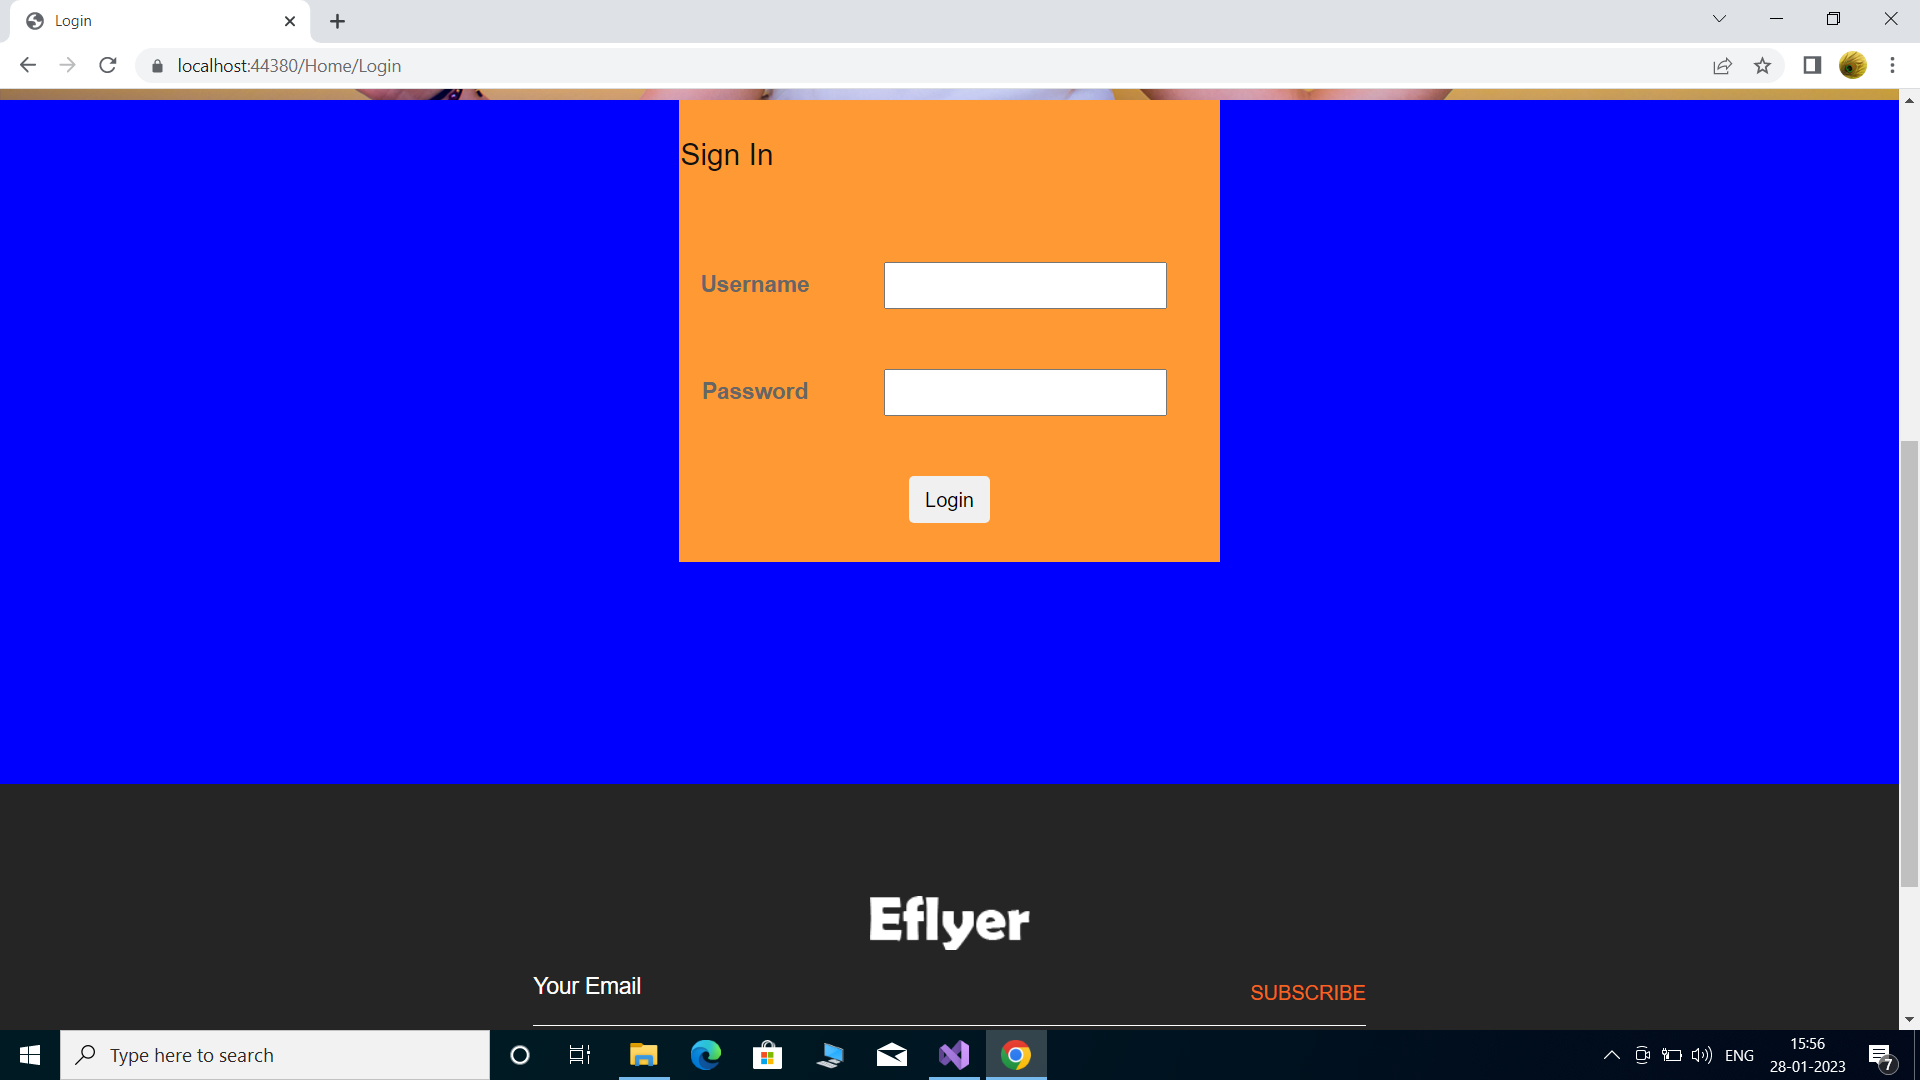 Login
localhost:44380/Home/Login
Sign In
Username
Password
Login
Eflyer
Your Email
SUBSCRIBE
Type here to search
ENG
15:56
28-01-2023
7